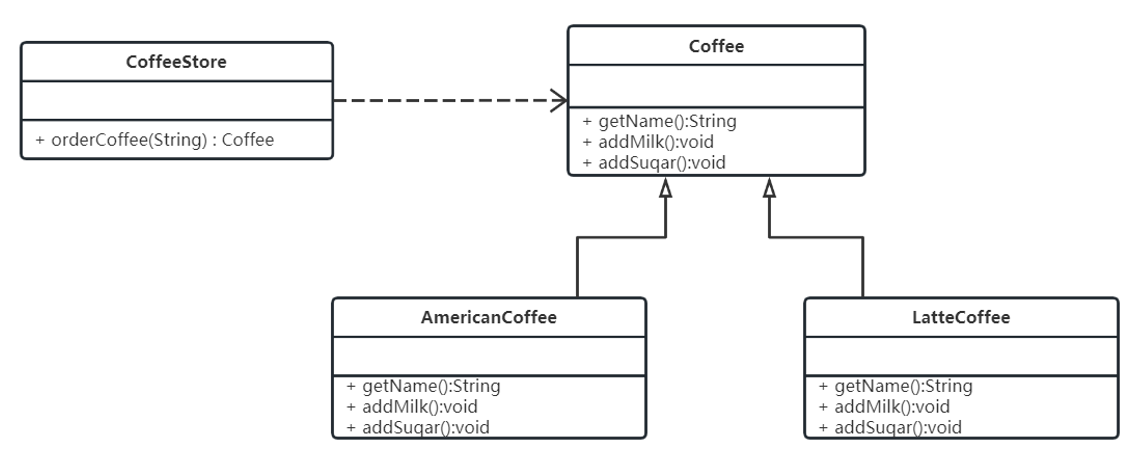 CoffeeStore
+ orderCoffee(String) : Coffee
Coffee
+ getName():String
+ addMilk():void
+ addSuqar():void
AmericanCoffee
+ getName():String
+ addMilk():void
+ addSuqar():void
LatteCoffee
+ getName():String
+ addMilk():void
+ addSuqar():void